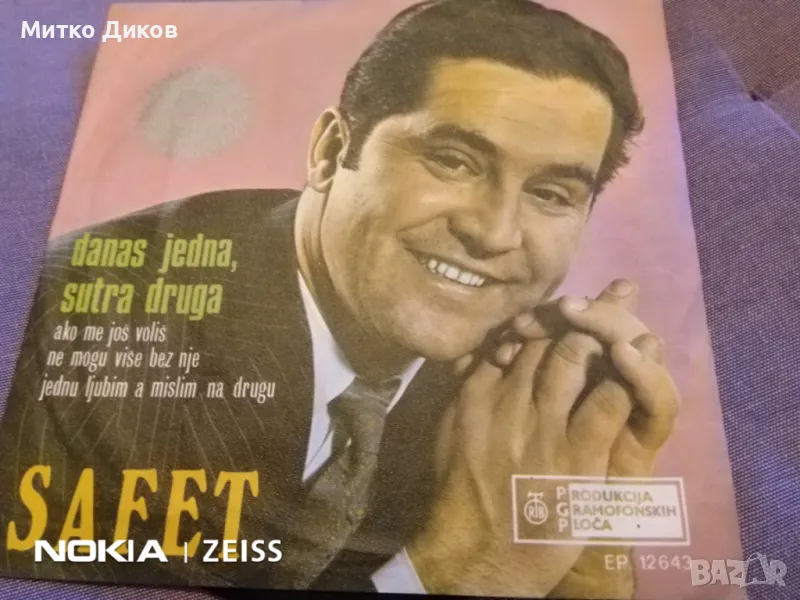 Митко Диков
danas jedna,
sutra druga
ako me još voliš
ne mogu više bez nje
jednu ljubim a mislim na drugu
SAFET
RTB
PRODUKCIJA
GRAMOFONSKIH
PLOČA
EP 12643
NOKIA | ZEISS
BAZAR